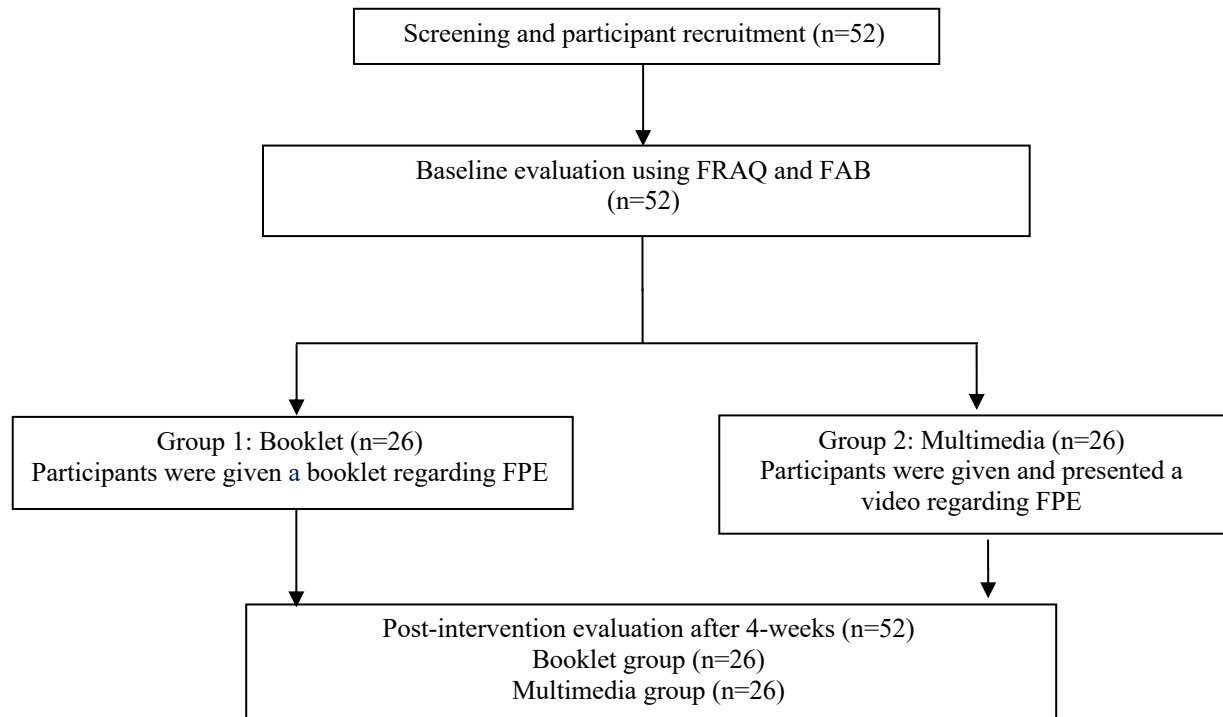 Screening and participant recruitment (n=52)
Baseline evaluation using FRAQ and FAB
(n=52)
Group 1: Booklet (n=26)
Participants were given a booklet regarding FPE
Group 2: Multimedia (n=26)
Participants were given and presented a
video regarding FPE
Post-intervention evaluation after 4-weeks (n=52)
Booklet group (n=26)
Multimedia group (n=26)